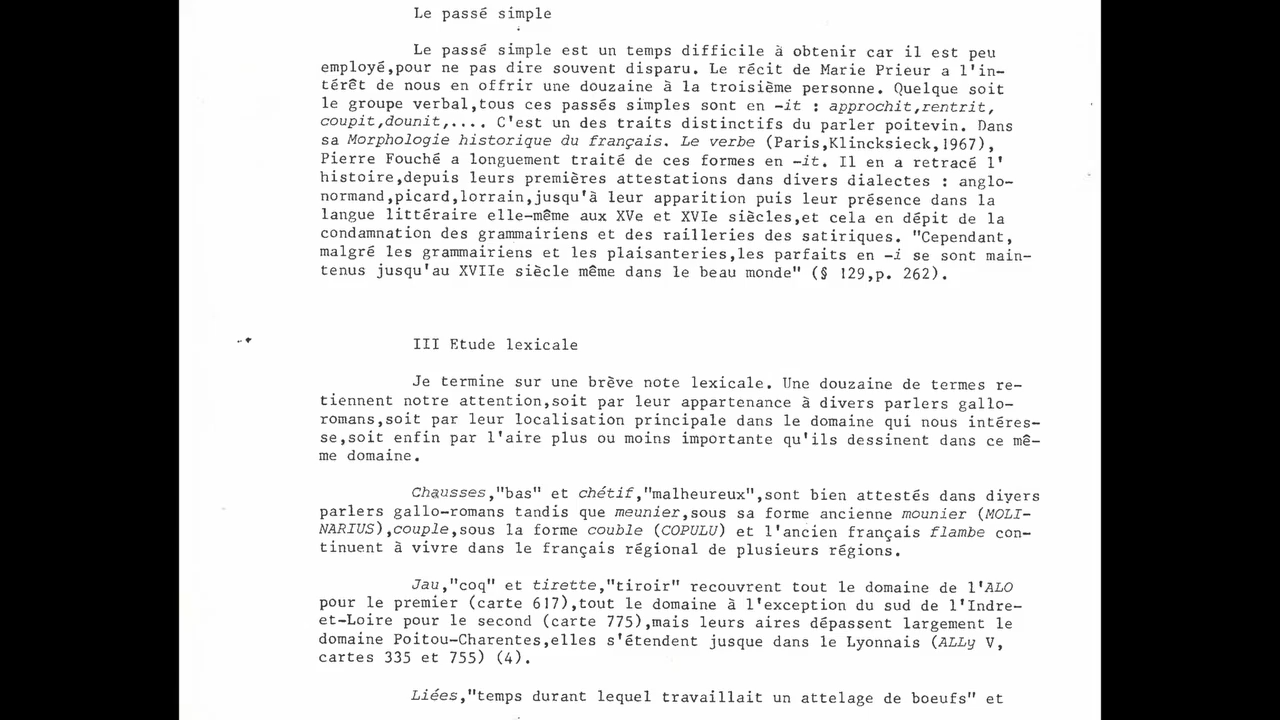 Le passé simple
Le passé simple est un temps difficile à obtenir car il est peu
employé,pour ne pas dire souvent disparu. Le récit de Marie Prieur a l'in-
térêt de nous en offrir une douzaine à la troisième personne. Quelque soit
le groupe verbal,tous ces passés simples sont en -it : approchit,rentrit,
coupit,dounit,.... C'est un des traits distinctifs du parler poitevin. Dans
sa Morphologie historique du français. Le verbe (Paris,Klincksieck,1967),
Pierre Fouché a longuement traité de ces formes en -it. Il en a retracé l'
histoire,depuis leurs premières attestations dans divers dialectes : anglo-
normand,picard,lorrain,jusqu'à leur apparition puis leur présence dans la
langue littéraire elle-même aux XVe et XVIe siècles,et cela en dépit de la
condamnation des grammairiens et des railleries des satiriques. "Cependant,
malgré les grammairiens et les plaisanteries,les parfaits en -i se sont main-
tenus jusqu'au XVIIe siècle même dans le beau monde" (§ 129,p. 262).
III Etude lexicale
Je termine sur une brève note lexicale. Une douzaine de termes re-
tiennent notre attention,soit par leur appartenance à divers parlers gallo-
romans,soit par leur localisation principale dans le domaine qui nous intéres-
se,soit enfin par l'aire plus ou moins importante qu'ils dessinent dans ce mê-
me domaine.
Chausses,"bas" et chétif,"malheureux",sont bien attestés dans divers
parlers gallo-romans tandis que meunier,sous sa forme ancienne mounier (MOLI-
NARIUS),couple,sous la forme couble (COPULU) et l'ancien français flambe con-
tinuent à vivre dans le français régional de plusieurs régions.
Jau,"coq" et tirette,"tiroir" recouvrent tout le domaine de l'ALO
pour le premier (carte 617),tout le domaine à l'exception du sud de l'Indre-
et-Loire pour le second (carte 775),mais leurs aires dépassent largement le
domaine Poitou-Charentes,elles s'étendent jusque dans le Lyonnais (ALLy V,
cartes 335 et 755) (4).
Liées,"temps durant lequel travaillait un attelage de boeufs" et